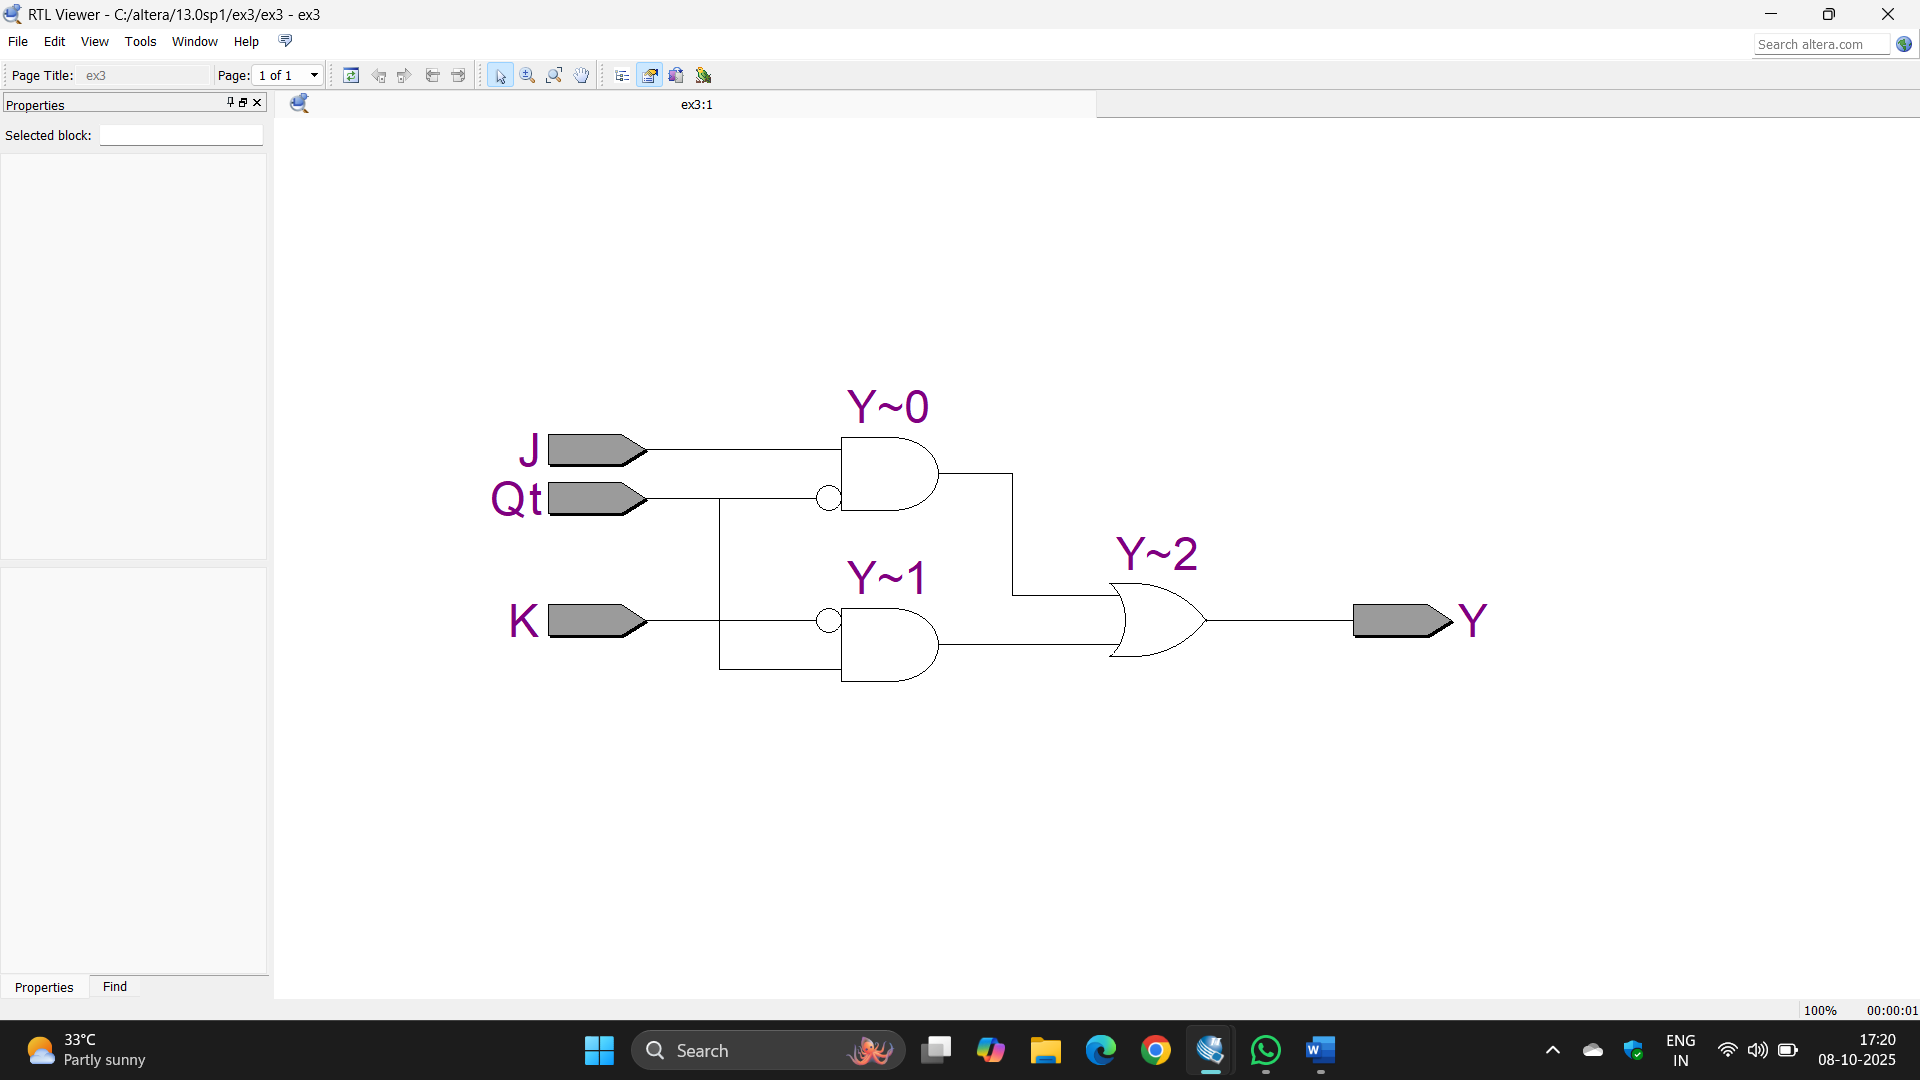 RTL Viewer - C:/altera/13.0sp1/ex3/ex3 - ex3
File Edit View Tools Window Help
Search altera.com
Page Title: ex3 Page: 1 of 1
Properties
ex3:1
Selected block:
Y~0
J
Qt
Y~2
Y~1
K
Y
Properties Find
100% 00:00:01
33°C
Partly sunny
Search
W
ENG
IN
17:20
08-10-2025